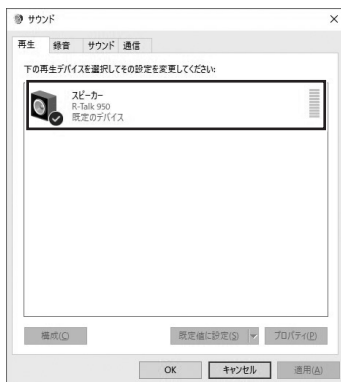 サウンド
再生 録音 サウンド 通信
下の再生デバイスを選択してその設定を変更してください:
スピーカー
R-Talk 950
既定のデバイス
構成(C) 既定値に設定(S) プロパティ(P)
OK キャンセル 適用(A)